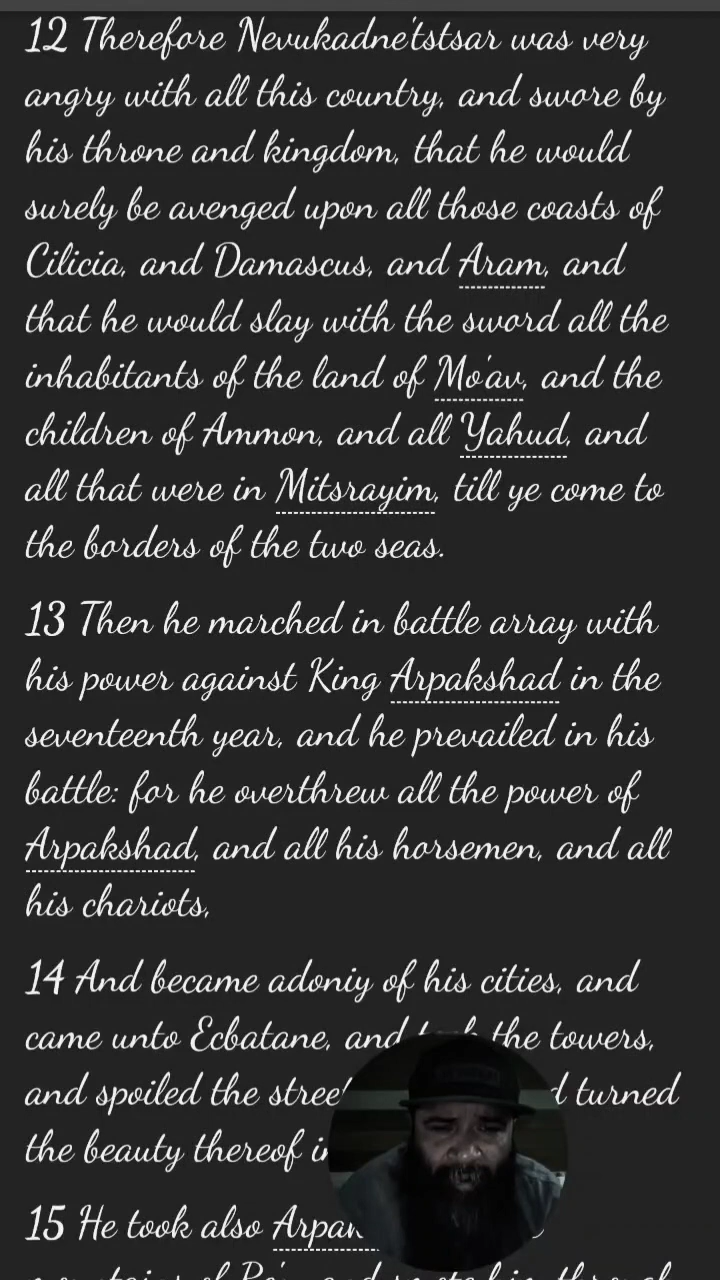 12 Therefore Nevukadne'tstsar was very
angry with all this country, and swore by
his throne and kingdom, that he would
surely be avenged upon all those coasts of
Cilicia, and Damascus, and Aram, and
that he would slay with the sword all the
inhabitants of the land of Mo'av, and the
children of Ammon, and all Yahud, and
all that were in Mitsrayim, till ye come to
the borders of the two seas.
13 Then he marched in battle array with
his power against King Arpakshad in the
seventeenth year, and he prevailed in his
battle: for he overthrew all the power of
Arpakshad, and all his horsemen, and all
his chariots,
14 And became adoniy of his cities, and
came unto Ecbatane, and the towers,
and spoiled the turned
the beauty thereof
15 He took also